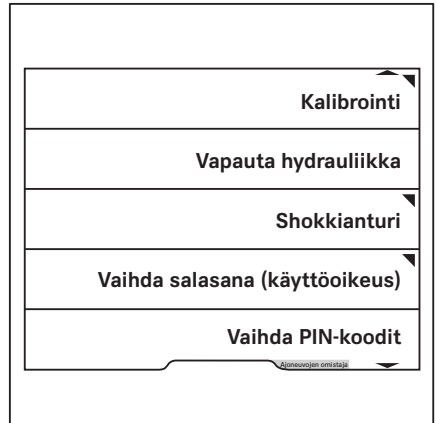 Kalibrointi
Vapauta hydrauliikka
Shokkianturi
Vaihda salasana (käyttöoikeus)
Vaihda PIN-koodit
Ajoneuvojen omistaja